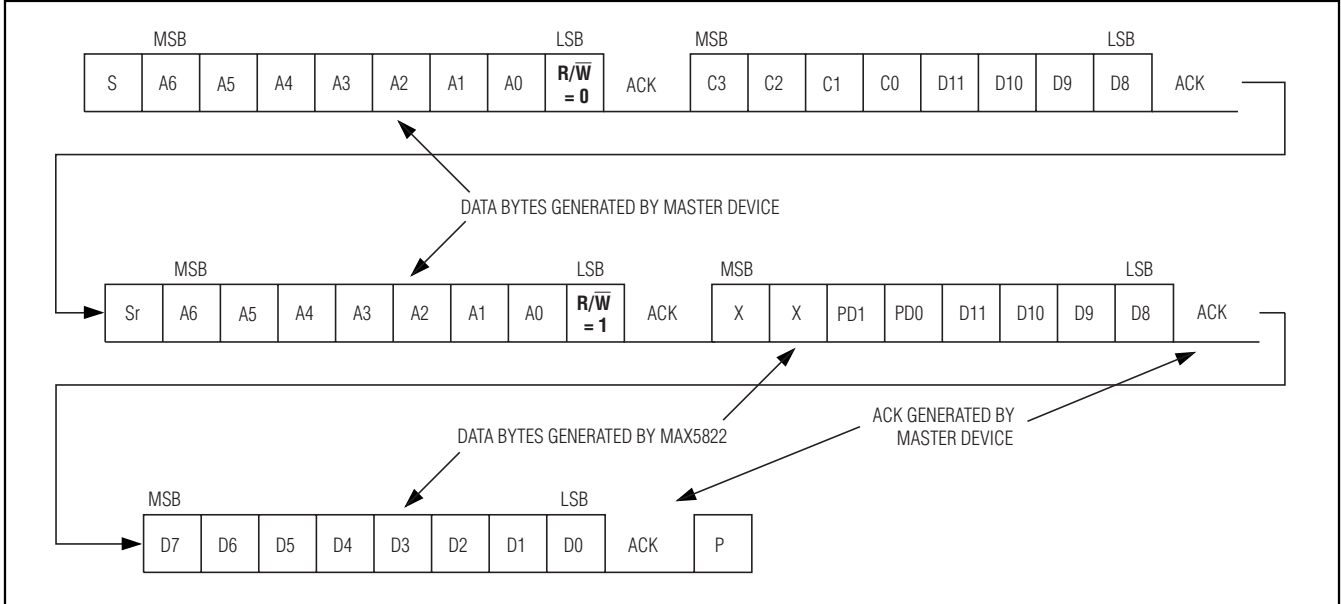 MSB LSB MSB LSB
S A6 A5 A4 A3 A2 A1 A0 R/W̅ = 0 ACK C3 C2 C1 C0 D11 D10 D9 D8 ACK
DATA BYTES GENERATED BY MASTER DEVICE
MSB LSB MSB LSB
Sr A6 A5 A4 A3 A2 A1 A0 R/W̅ = 1 ACK X X PD1 PD0 D11 D10 D9 D8 ACK
DATA BYTES GENERATED BY MAX5822
ACK GENERATED BY
MASTER DEVICE
MSB LSB
D7 D6 D5 D4 D3 D2 D1 D0 ACK P